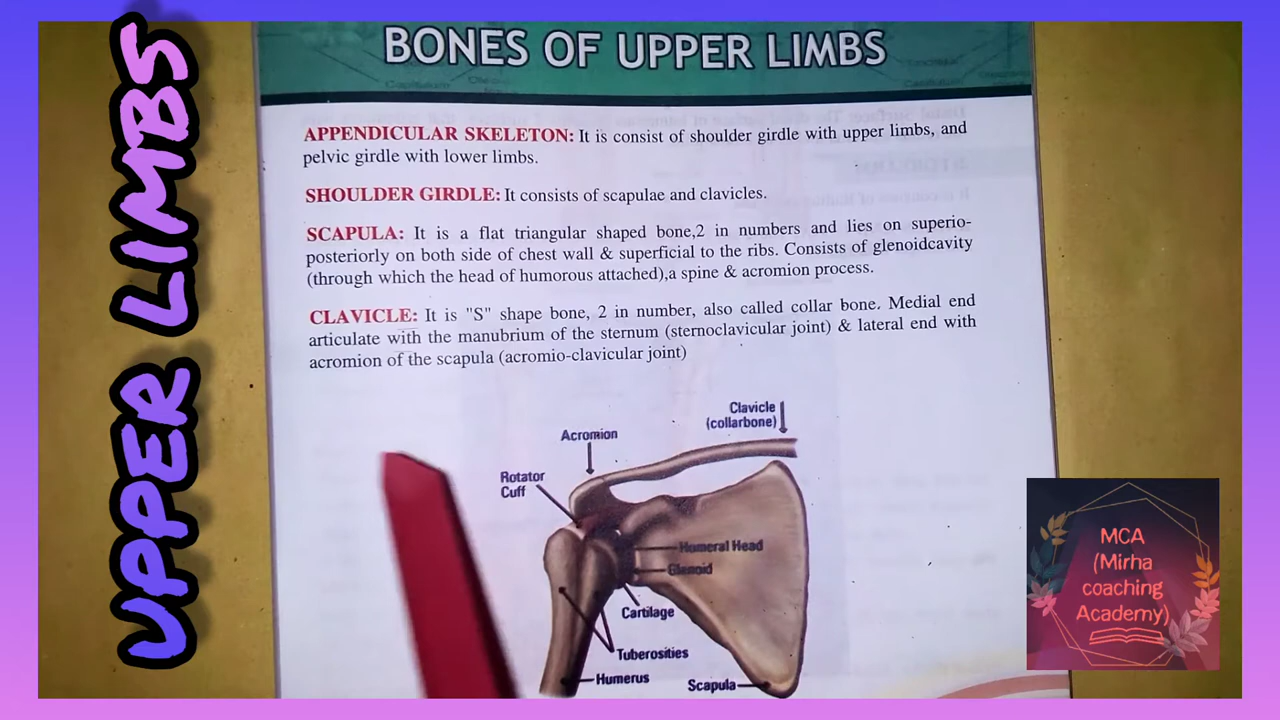 UPPER LIMBS
BONES OF UPPER LIMBS
APPENDICULAR SKELETON: It is consist of shoulder girdle with upper limbs, and
pelvic girdle with lower limbs.
SHOULDER GIRDLE: It consists of scapulae and clavicles.
SCAPULA: It is a flat triangular shaped bone,2 in numbers and lies on superio-
posteriorly on both side of chest wall & superficial to the ribs. Consists of glenoidcavity
(through which the head of humorous attached),a spine & acromion process.
CLAVICLE: It is "S" shape bone, 2 in number, also called collar bone. Medial end
articulate with the manubrium of the sternum (sternoclavicular joint) & lateral end with
acromion of the scapula (acromio-clavicular joint)
Clavicle
(collarbone)
Acromion
Rotator
Cuff
Humeral Head
Glenoid
Cartilage
Tuberosities
Humerus
Scapula
MCA
(Mirha
coaching
Academy)